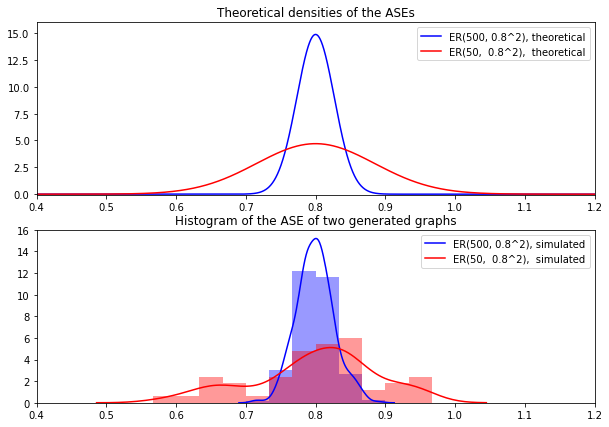 Theoretical densities of the ASEs
15.0
12.5
10.0
7.5
5.0
2.5
0.0
ER(500, 0.8^2), theoretical
ER(50,  0.8^2),  theoretical
0.4 0.5 0.6 0.7 0.8 0.9 1.0 1.1 1.2
Histogram of the ASE of two generated graphs
16
14
12
10
8
6
4
2
0
ER(500, 0.8^2), simulated
ER(50,  0.8^2),  simulated
0.4 0.5 0.6 0.7 0.8 0.9 1.0 1.1 1.2